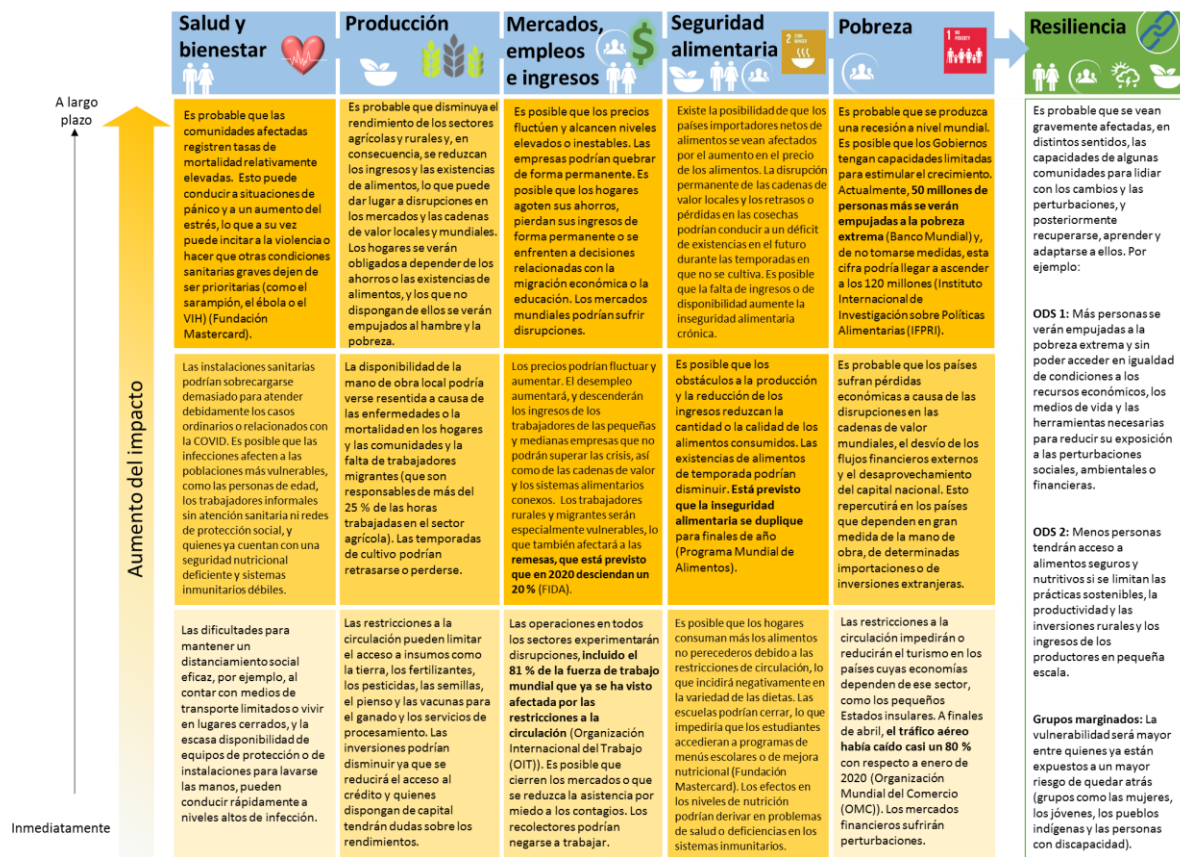 Salud y
bienestar
Producción
Mercados,
empleos
e ingresos
Seguridad
alimentaria
2 ZERO
HUNGER
Pobreza
1 NO
POVERTY
Resiliencia
A largo
plazo
Aumento del impacto
Inmediatamente
Es probable que las
comunidades afectadas
registren tasas de
mortalidad relativamente
elevadas. Esto puede
conducir a situaciones de
pánico y a un aumento del
estrés, lo que a su vez
puede incitar a la violencia o
hacer que otras condiciones
sanitarias graves dejen de
ser prioritarias (como el
sarampión, el ébola o el
VIH) (Fundación
Mastercard).
Es probable que disminuya el
rendimiento de los sectores
agrícolas y rurales y, en
consecuencia, se reduzcan
los ingresos y las existencias
de alimentos, lo que puede
dar lugar a disrupciones en
los mercados y las cadenas
de valor locales y mundiales.
Los hogares se verán
obligados a depender de los
ahorros o las existencias de
alimentos, y los que no
dispongan de ellos se verán
empujados al hambre y la
pobreza.
Es posible que los precios
fluctúen y alcancen niveles
elevados o inestables. Las
empresas podrían quebrar
de forma permanente. Es
posible que los hogares
agoten sus ahorros,
pierdan sus ingresos de
forma permanente o se
enfrenten a decisiones
relacionadas con la
migración económica o la
educación. Los mercados
mundiales podrían sufrir
disrupciones.
Existe la posibilidad de que los
países importadores netos de
alimentos se vean afectados
por el aumento en el precio
de los alimentos. La disrupción
permanente de las cadenas de
valor locales y los retrasos o
pérdidas en las cosechas
podrían conducir a un déficit
de existencias en el futuro
durante las temporadas en
que no se cultiva. Es posible
que la falta de ingresos o de
disponibilidad aumente la
inseguridad alimentaria
crónica.
Es probable que se produzca
una recesión a nivel mundial.
Es posible que los Gobiernos
tengan capacidades limitadas
para estimular el crecimiento.
Actualmente, 50 millones de
personas más se verán
empujadas a la pobreza
extrema (Banco Mundial) y,
de no tomarse medidas, esta
cifra podría llegar a ascender
a los 120 millones (Instituto
Internacional de
Investigación sobre Políticas
Alimentarias (IFPRI).
Las instalaciones sanitarias
podrían sobrecargarse
demasiado para atender
debidamente los casos
ordinarios o relacionados con
la COVID. Es posible que las
infecciones afecten a las
poblaciones más vulnerables,
como las personas de edad,
los trabajadores informales
sin atención sanitaria ni redes
de protección social, y
quienes ya cuentan con una
seguridad nutricional
deficiente y sistemas
inmunitarios débiles.
La disponibilidad de la
mano de obra local podría
verse resentida a causa de
las enfermedades o la
mortalidad en los hogares
y las comunidades y la
falta de trabajadores
migrantes (que son
responsables de más del
25 % de las horas
trabajadas en el sector
agrícola). Las temporadas
de cultivo podrían
retrasarse o perderse.
Los precios podrían fluctuar y
aumentar. El desempleo
aumentará, y descenderán
los ingresos de los
trabajadores de las pequeñas
y medianas empresas que no
podrán superar las crisis, así
como de las cadenas de valor
y los sistemas alimentarios
conexos. Los trabajadores
rurales y migrantes serán
especialmente vulnerables, lo
que también afectará a las
remesas, que está previsto
que en 2020 desciendan un
20 % (FIDA).
Es posible que los
obstáculos a la producción
y la reducción de los
ingresos reduzcan la
cantidad o la calidad de los
alimentos consumidos. Las
existencias de alimentos
de temporada podrían
disminuir. Está previsto
que la inseguridad
alimentaria se duplique
para finales de año
(Programa Mundial de
Alimentos).
Es probable que los países
sufran pérdidas
económicas a causa de las
disrupciones en las
cadenas de valor
mundiales, el desvío de los
flujos financieros externos
y el desaprovechamiento
del capital nacional. Esto
repercutirá en los países
que dependen en gran
medida de la mano de
obra, de determinadas
importaciones o de
inversiones extranjeras.
Las dificultades para
mantener un
distanciamiento social
eficaz, por ejemplo, al
contar con medios de
transporte limitados o vivir
en lugares cerrados, y la
escasa disponibilidad de
equipos de protección o de
instalaciones para lavarse
las manos, pueden
conducir rápidamente a
niveles altos de infección.
Las restricciones a la
circulación pueden limitar
el acceso a insumos como
la tierra, los fertilizantes,
los pesticidas, las semillas,
el pienso y las vacunas para
el ganado y los servicios de
procesamiento. Las
inversiones podrían
disminuir ya que se
reducirá el acceso al
crédito y quienes
dispongan de capital
tendrán dudas sobre los
rendimientos.
Las operaciones en todos
los sectores experimentarán
disrupciones, incluido el
81 % de la fuerza de trabajo
mundial que ya se ha visto
afectada por las
restricciones a la
circulación (Organización
Internacional del Trabajo
(OIT)). Es posible que
cierren los mercados o que
se reduzca la asistencia por
miedo a los contagios. Los
recolectores podrían
negarse a trabajar.
Es posible que los hogares
consuman más los alimentos
no perecederos debido a las
restricciones de circulación, lo
que incidirá negativamente en
la variedad de las dietas. Las
escuelas podrían cerrar, lo que
impediría que los estudiantes
accedieran a programas de
menús escolares o de mejora
nutricional (Fundación
Mastercard). Los efectos en
los niveles de nutrición
podrían derivar en problemas
de salud o deficiencias en los
sistemas inmunitarios.
Las restricciones a la
circulación impedirán o
reducirán el turismo en los
países cuyas economías
dependen de ese sector,
como los pequeños
Estados insulares. A finales
de abril, el tráfico aéreo
había caído casi un 80 %
con respecto a enero de
2020 (Organización
Mundial del Comercio
(OMC)). Los mercados
financieros sufrirán
perturbaciones.
Es probable que se vean
gravemente afectadas, en
distintos sentidos, las
capacidades de algunas
comunidades para lidiar
con los cambios y las
perturbaciones, y
posteriormente
recuperarse, aprender y
adaptarse a ellos. Por
ejemplo:
ODS 1: Más personas se
verán empujadas a la
pobreza extrema y sin
poder acceder en igualdad
de condiciones a los
recursos económicos, los
medios de vida y las
herramientas necesarias
para reducir su exposición
a las perturbaciones
sociales, ambientales o
financieras.
ODS 2: Menos personas
tendrán acceso a
alimentos seguros y
nutritivos si se limitan las
prácticas sostenibles, la
productividad y las
inversiones rurales y los
ingresos de los
productores en pequeña
escala.
Grupos marginados: La
vulnerabilidad será mayor
entre quienes ya están
expuestos a un mayor
riesgo de quedar atrás
(grupos como las mujeres,
los jóvenes, los pueblos
indígenas y las personas
con discapacidad).